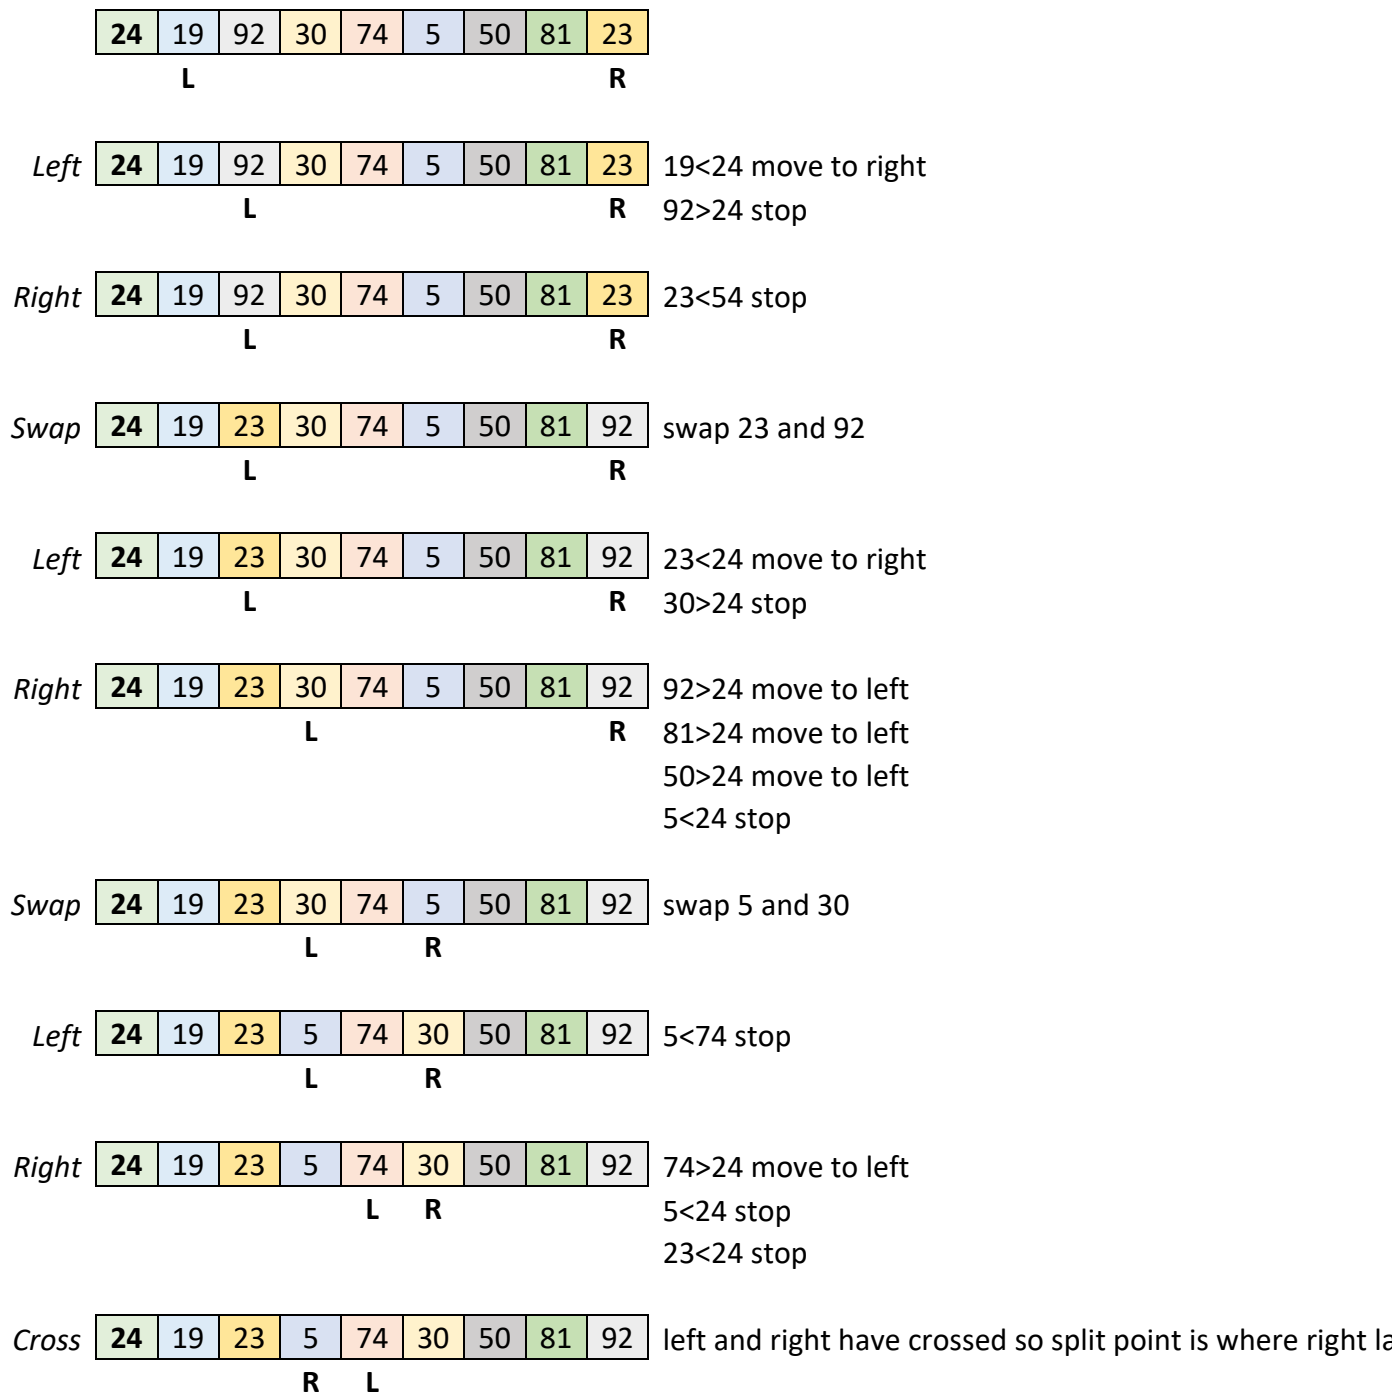 24 19 92 30 74 5 50 81 23
L R
Left 24 19 92 30 74 5 50 81 23 19<24 move to right
L R 92>24 stop
Right 24 19 92 30 74 5 50 81 23 23<54 stop
L R
Swap 24 19 23 30 74 5 50 81 92 swap 23 and 92
L R
Left 24 19 23 30 74 5 50 81 92 23<24 move to right
L R 30>24 stop
Right 24 19 23 30 74 5 50 81 92 92>24 move to left
L R 81>24 move to left
50>24 move to left
5<24 stop
Swap 24 19 23 30 74 5 50 81 92 swap 5 and 30
L R
Left 24 19 23 5 74 30 50 81 92 5<74 stop
L R
Right 24 19 23 5 74 30 50 81 92 74>24 move to left
L R 5<24 stop
23<24 stop
Cross 24 19 23 5 74 30 50 81 92 left and right have crossed so split point is where right
R L